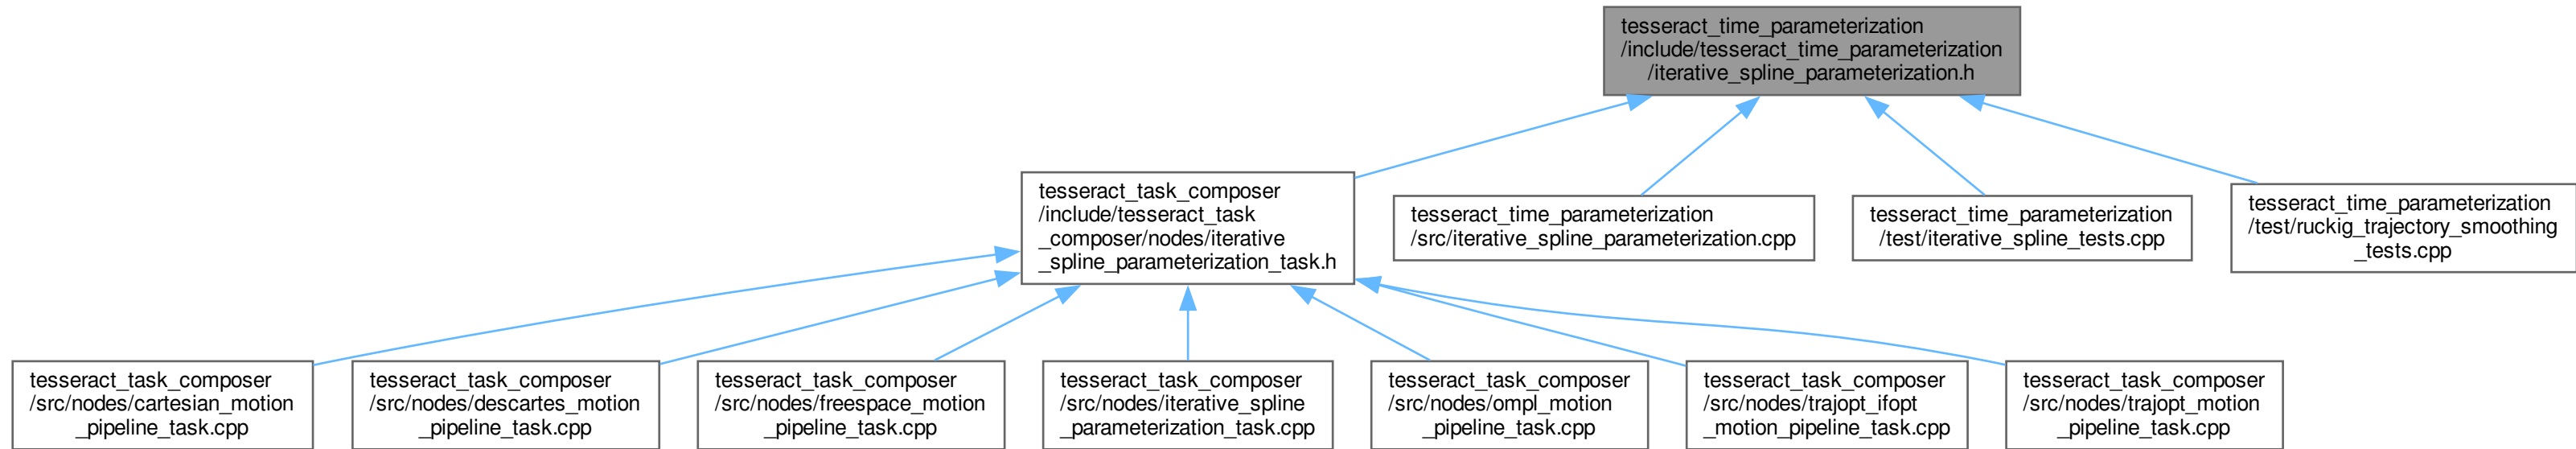 tesseract_time_parameterization
/include/tesseract_time_parameterization
/iterative_spline_parameterization.h
tesseract_task_composer
/include/tesseract_task
_composer/nodes/iterative
_spline_parameterization_task.h
tesseract_time_parameterization
/src/iterative_spline_parameterization.cpp
tesseract_time_parameterization
/test/iterative_spline_tests.cpp
tesseract_time_parameterization
/test/ruckig_trajectory_smoothing
_tests.cpp
tesseract_task_composer
/src/nodes/cartesian_motion
_pipeline_task.cpp
tesseract_task_composer
/src/nodes/descartes_motion
_pipeline_task.cpp
tesseract_task_composer
/src/nodes/freespace_motion
_pipeline_task.cpp
tesseract_task_composer
/src/nodes/iterative_spline
_parameterization_task.cpp
tesseract_task_composer
/src/nodes/ompl_motion
_pipeline_task.cpp
tesseract_task_composer
/src/nodes/trajopt_ifopt
_motion_pipeline_task.cpp
tesseract_task_composer
/src/nodes/trajopt_motion
_pipeline_task.cpp